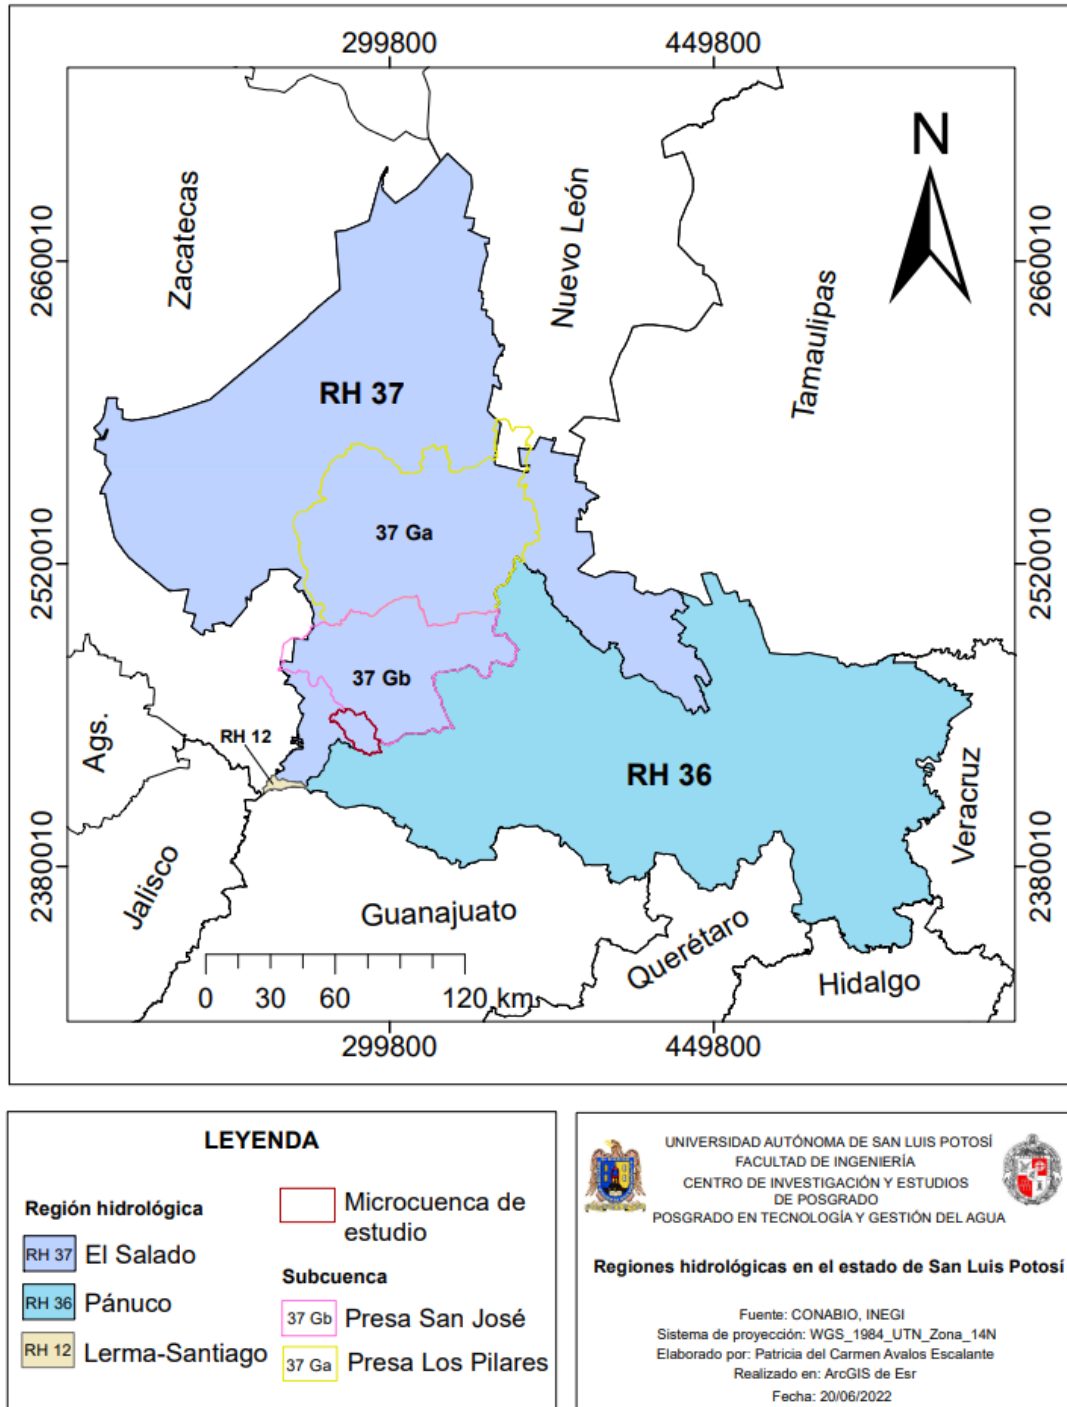 299800
449800
N
Zacatecas
Nuevo León
Tamaulipas
2660010
2660010
RH 37
37 Ga
2520010
2520010
37 Gb
Ags.
RH 12
RH 36
Veracruz
2380010
2380010
Jalisco
Guanajuato
Querétaro
Hidalgo
0 30 60 120 km
299800
449800
LEYENDA
Región hidrológica
RH 37 El Salado
RH 36 Pánuco
RH 12 Lerma-Santiago
Microcuenca de
estudio
Subcuenca
37 Gb Presa San José
37 Ga Presa Los Pilares
UNIVERSIDAD AUTÓNOMA DE SAN LUIS POTOSÍ
FACULTAD DE INGENIERÍA
CENTRO DE INVESTIGACIÓN Y ESTUDIOS
DE POSGRADO
POSGRADO EN TECNOLOGÍA Y GESTIÓN DEL AGUA
Regiones hidrológicas en el estado de San Luis Potosí
Fuente: CONABIO, INEGI
Sistema de proyección: WGS_1984_UTN_Zona_14N
Elaborado por: Patricia del Carmen Avalos Escalante
Realizado en: ArcGIS de Esr
Fecha: 20/06/2022